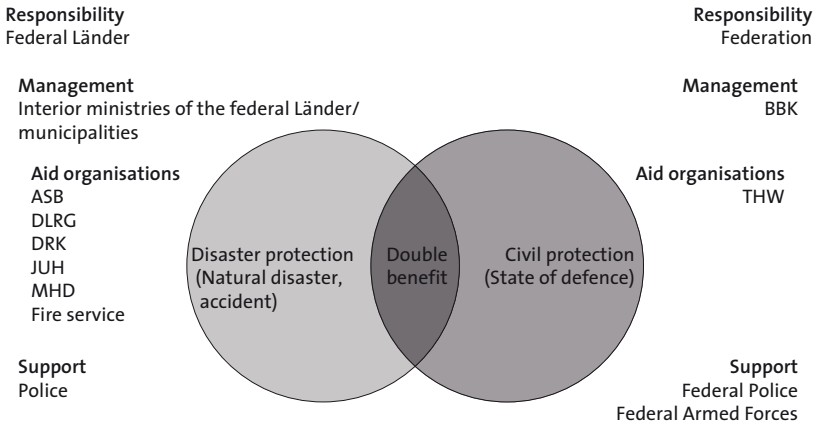 Responsibility
Federal Länder
Management
Interior ministries of the federal Länder/
municipalities
Aid organisations
ASB
DLRG
DRK
JUH
MHD
Fire service
Support
Police
Disaster protection
(Natural disaster,
accident)
Double
benefit
Civil protection
(State of defence)
Responsibility
Federation
Management
BBK
Aid organisations
THW
Support
Federal Police
Federal Armed Forces